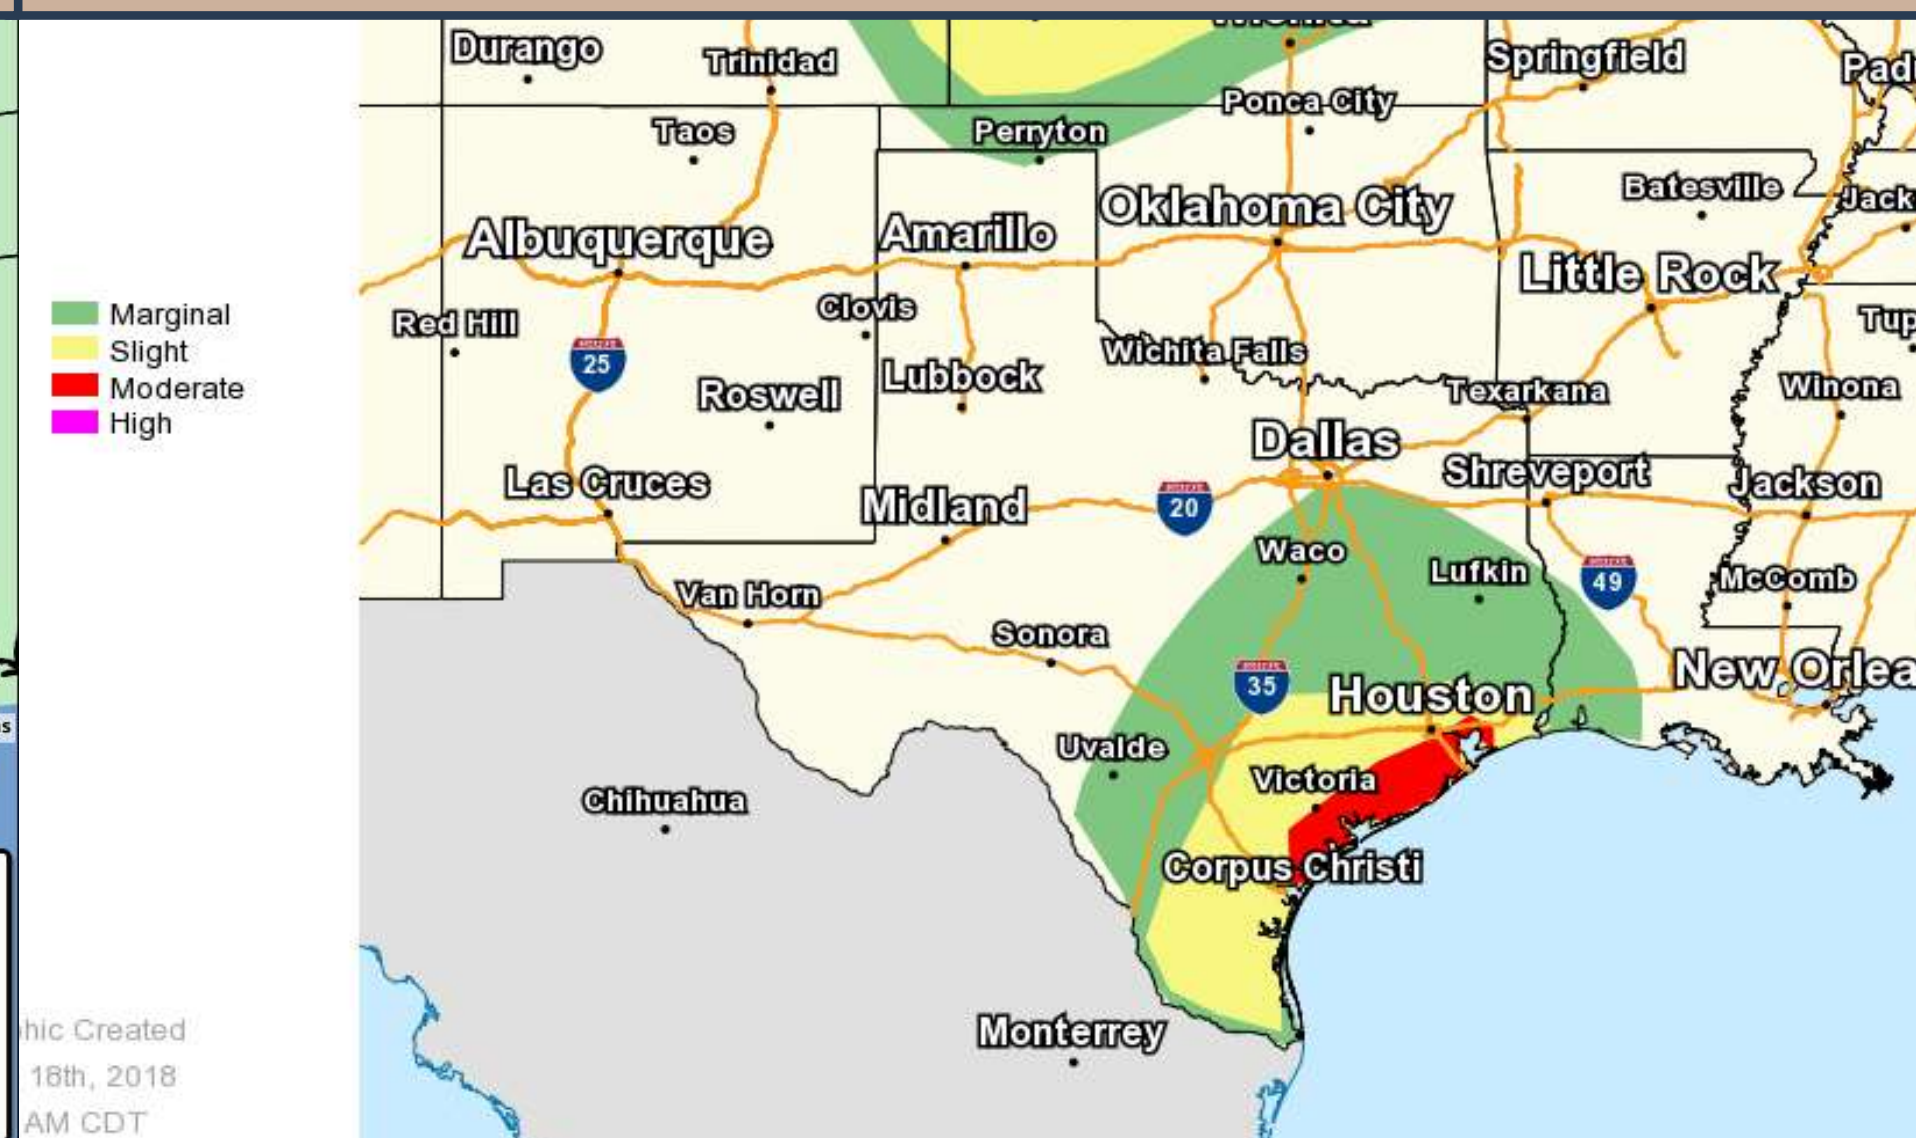 Durango
Trinidad
Springfield
Ponca City
Taos
Perryton
Batesville
Oklahoma City
Albuquerque
Amarillo
Little Rock
Marginal
Slight
Moderate
High
Red Hill
Clovis
25
Wichita Falls
Roswell
Lubbock
Texarkana
Winona
Dallas
Las Cruces
Shreveport
Jackson
Midland
20
Waco
Lufkin
49
McComb
Van Horn
Sonora
35
Houston
New Orlea
Uvalde
Victoria
Chihuahua
Corpus Christi
hic Created
18th, 2018
AM CDT
Monterrey